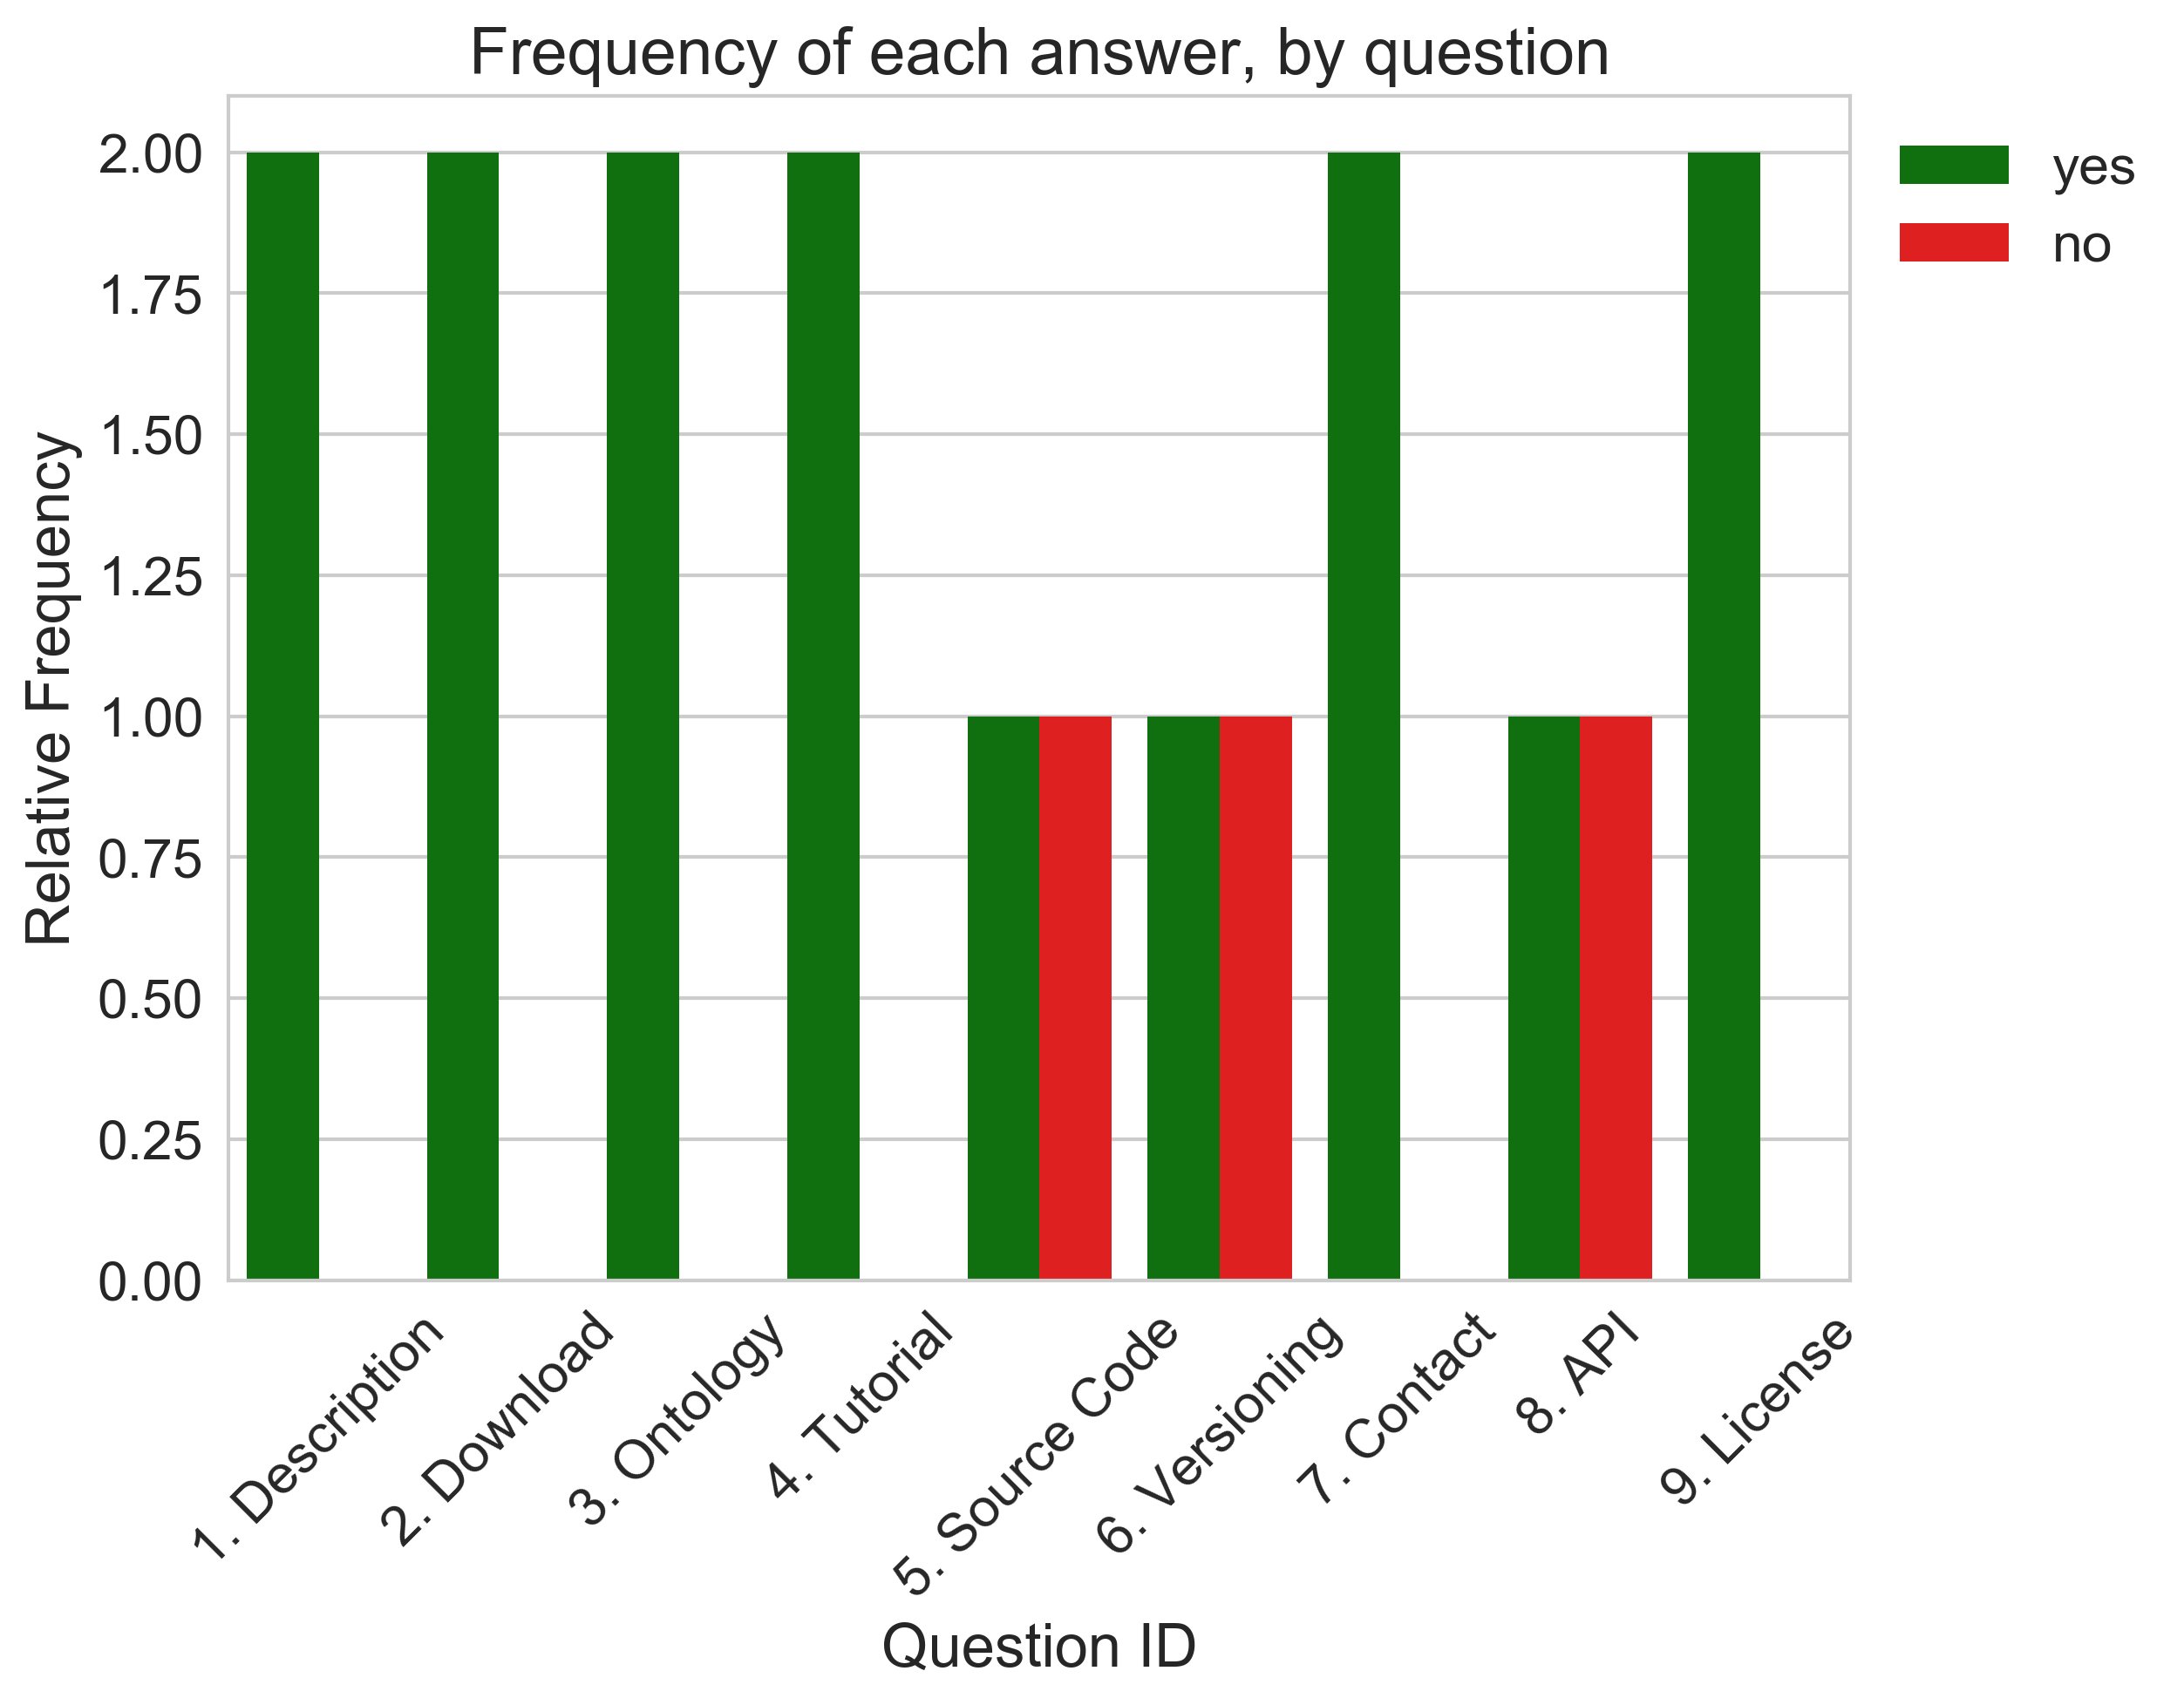 Frequency of each answer, by question
yes
no
Relative Frequency
2.00
1.75
1.50
1.25
1.00
0.75
0.50
0.25
0.00
1. Description
2. Download
3. Ontology
4. Tutorial
5. Source Code
6. Versioning
7. Contact
8. API
9. License
Question ID